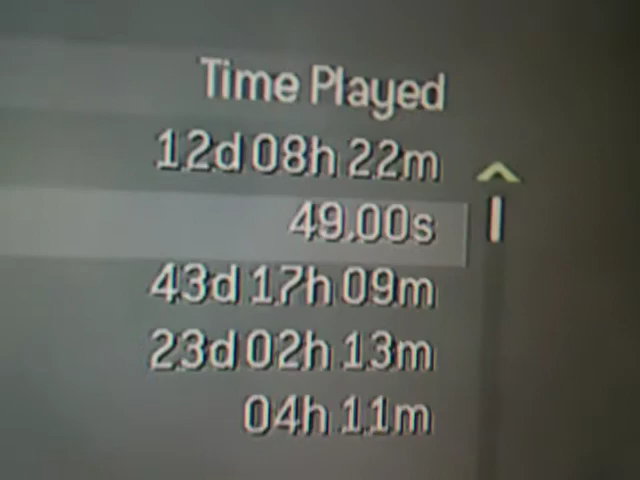 Time Played
12d 08h 22m
49.00s
43d 17h 09m
23d 02h 13m
04h 11m